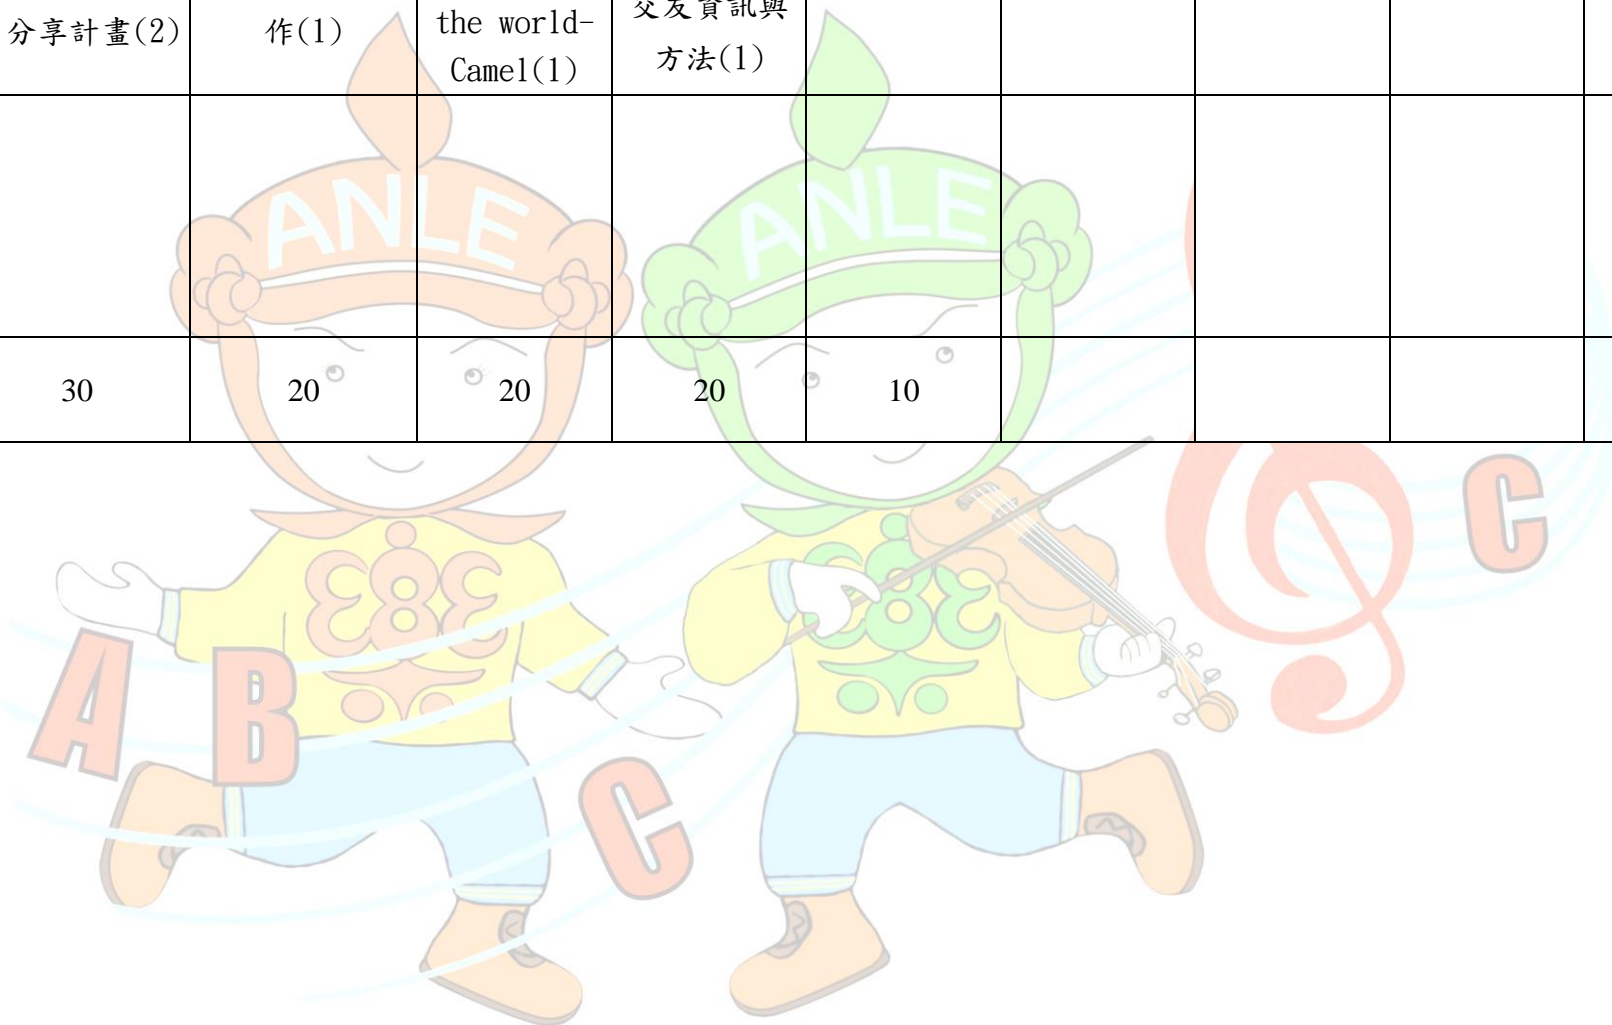 分享計畫(2)
作(1)
the world-
Camel(1)
交友資訊與
方法(1)
30 20 20 20 10
ANLE ANLE
C
A B
C